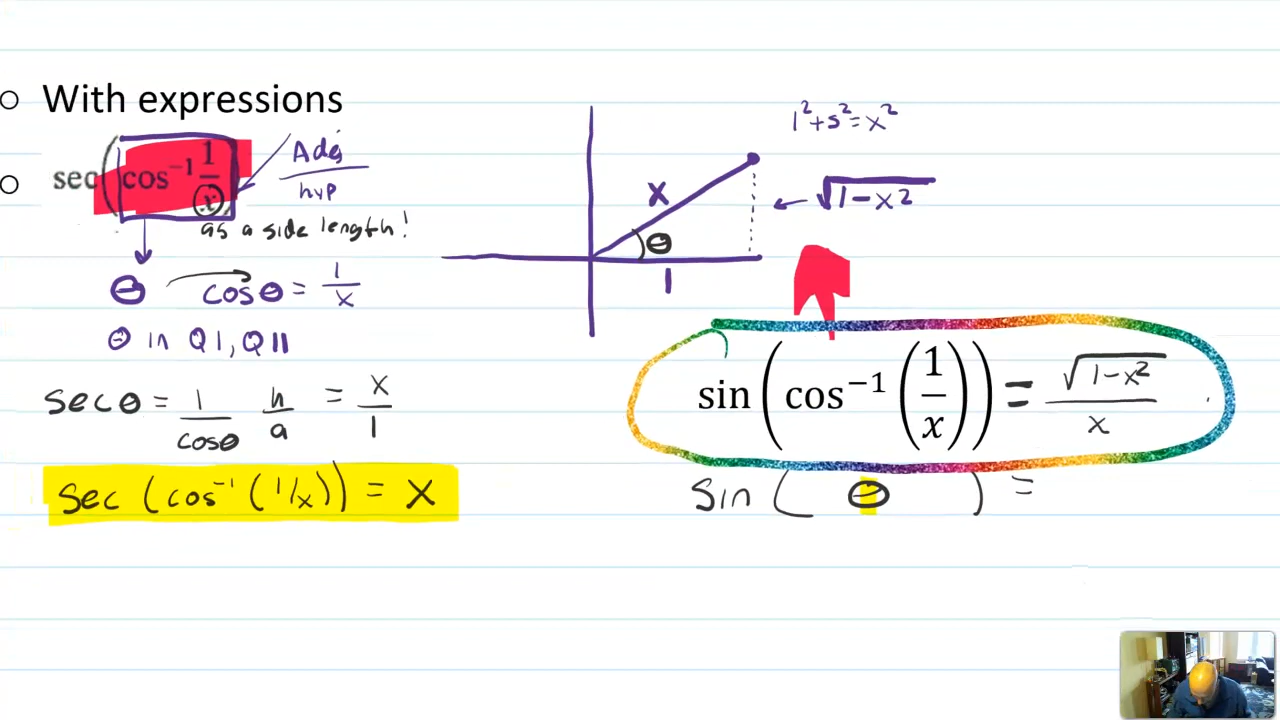 With expressions
sec(cos⁻¹ 1/x)
Adj/hyp
as a side length!
θ cosθ = 1/x
θ in Q1, QII
secθ = 1/cosθ h/a = x/1
sec (cos⁻¹ (1/x)) = x
1² + s² = x²
x
√1-x²
θ
1
sin(cos⁻¹(1/x)) = √1-x²/x
sin ( θ ) =